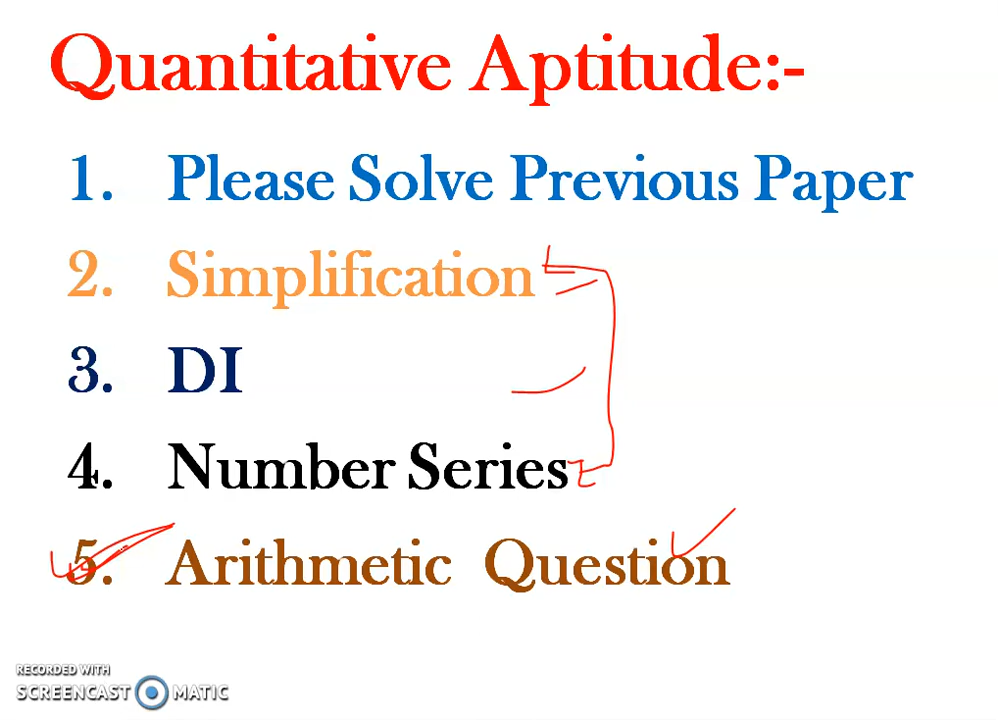 Quantitative Aptitude:-
1. Please Solve Previous Paper
2. Simplification
3. DI
4. Number Series
5. Arithmetic Question
RECORDED WITH
SCREENCAST MATIC